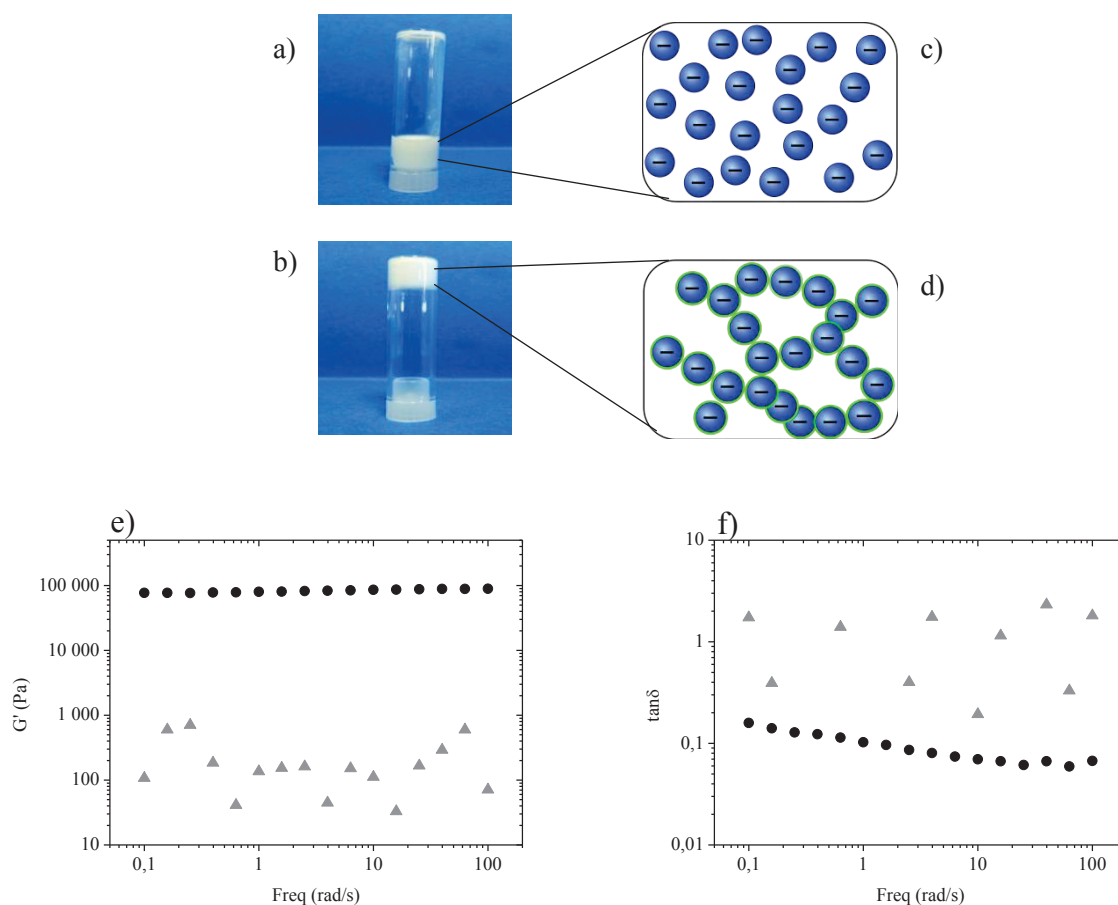 a)
c)
b)
d)
e)
f)
100 000
10 000
1 000
100
10
G' (Pa)
0,1 1 10 100
Freq (rad/s)
10
1
0,1
0,01
tanδ
0,1 1 10 100
Freq (rad/s)